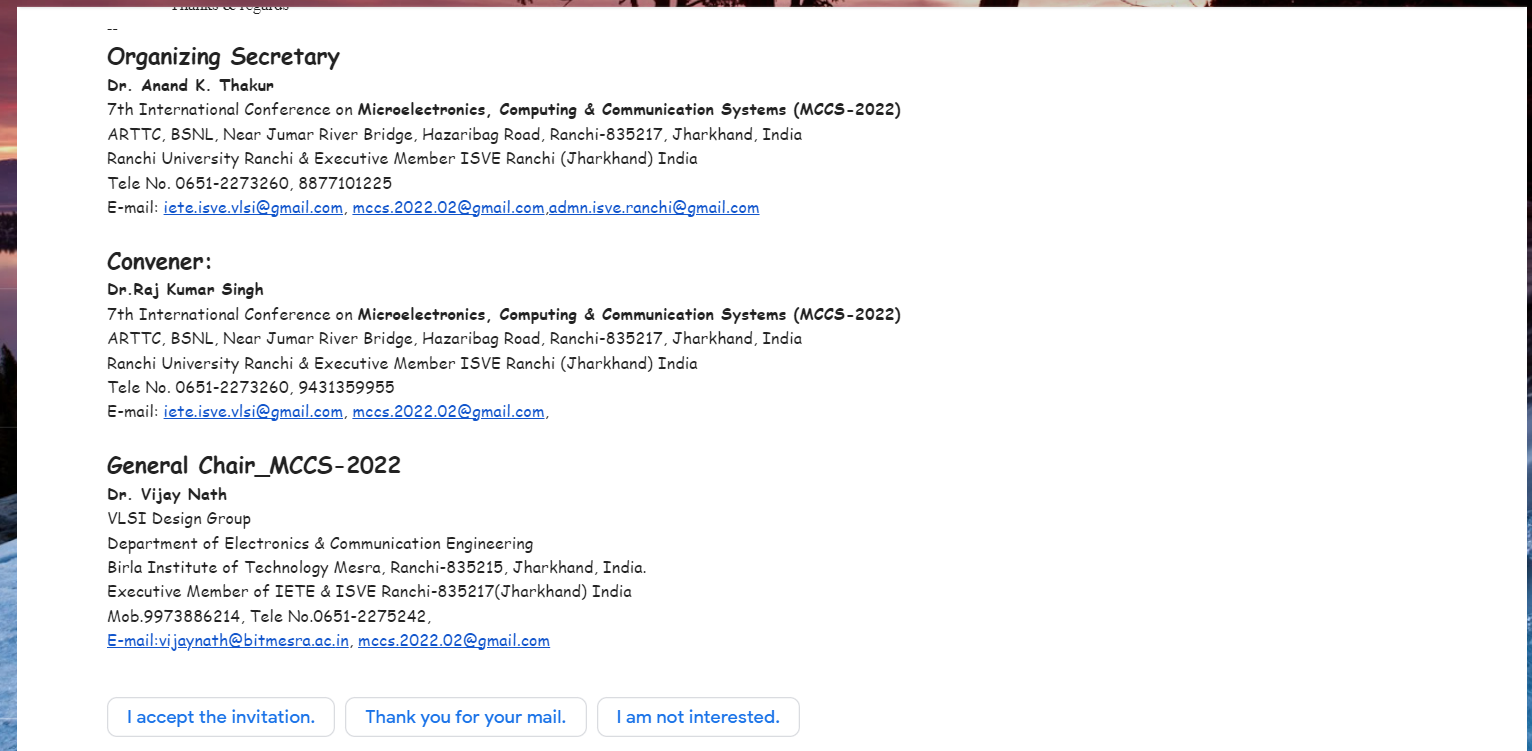 Thanks & regards
--
Organizing Secretary
Dr. Anand K. Thakur
7th International Conference on Microelectronics, Computing & Communication Systems (MCCS-2022)
ARTTC, BSNL, Near Jumar River Bridge, Hazaribag Road, Ranchi-835217, Jharkhand, India
Ranchi University Ranchi & Executive Member ISVE Ranchi (Jharkhand) India
Tele No. 0651-2273260, 8877101225
E-mail: iete.isve.vlsi@gmail.com, mccs.2022.02@gmail.com,admn.isve.ranchi@gmail.com
Convener:
Dr.Raj Kumar Singh
7th International Conference on Microelectronics, Computing & Communication Systems (MCCS-2022)
ARTTC, BSNL, Near Jumar River Bridge, Hazaribag Road, Ranchi-835217, Jharkhand, India
Ranchi University Ranchi & Executive Member ISVE Ranchi (Jharkhand) India
Tele No. 0651-2273260, 9431359955
E-mail: iete.isve.vlsi@gmail.com, mccs.2022.02@gmail.com,
General Chair_MCCS-2022
Dr. Vijay Nath
VLSI Design Group
Department of Electronics & Communication Engineering
Birla Institute of Technology Mesra, Ranchi-835215, Jharkhand, India.
Executive Member of IETE & ISVE Ranchi-835217(Jharkhand) India
Mob.9973886214, Tele No.0651-2275242,
E-mail:vijaynath@bitmesra.ac.in, mccs.2022.02@gmail.com
I accept the invitation. Thank you for your mail. I am not interested.